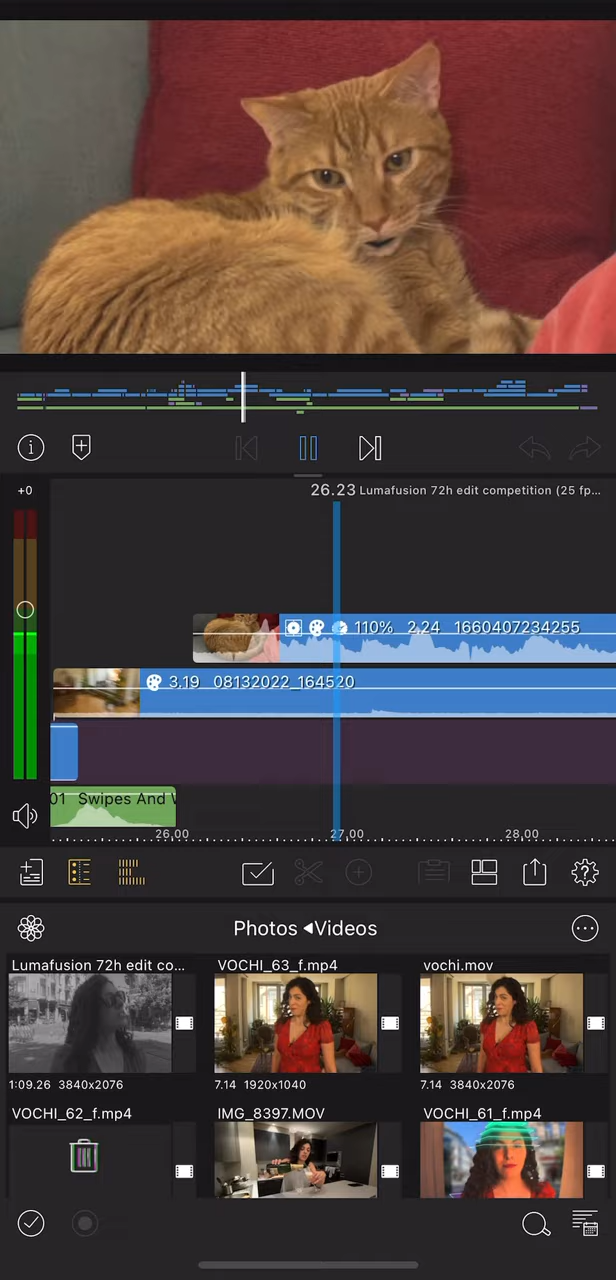 +0
26.23 Lumafusion 72h edit competition (25 fp...
110% 2.24 1660407234255
3.19 08132022_164520
01 Swipes And
26,00 27,00 28,00
Photos ◂Videos
Lumafusion 72h edit co... VOCHI_63_f.mp4 vochi.mov
1:09.26 3840x2076 7.14 1920x1040 7.14 3840x2076
VOCHI_62_f.mp4 IMG_8397.MOV VOCHI_61_f.mp4